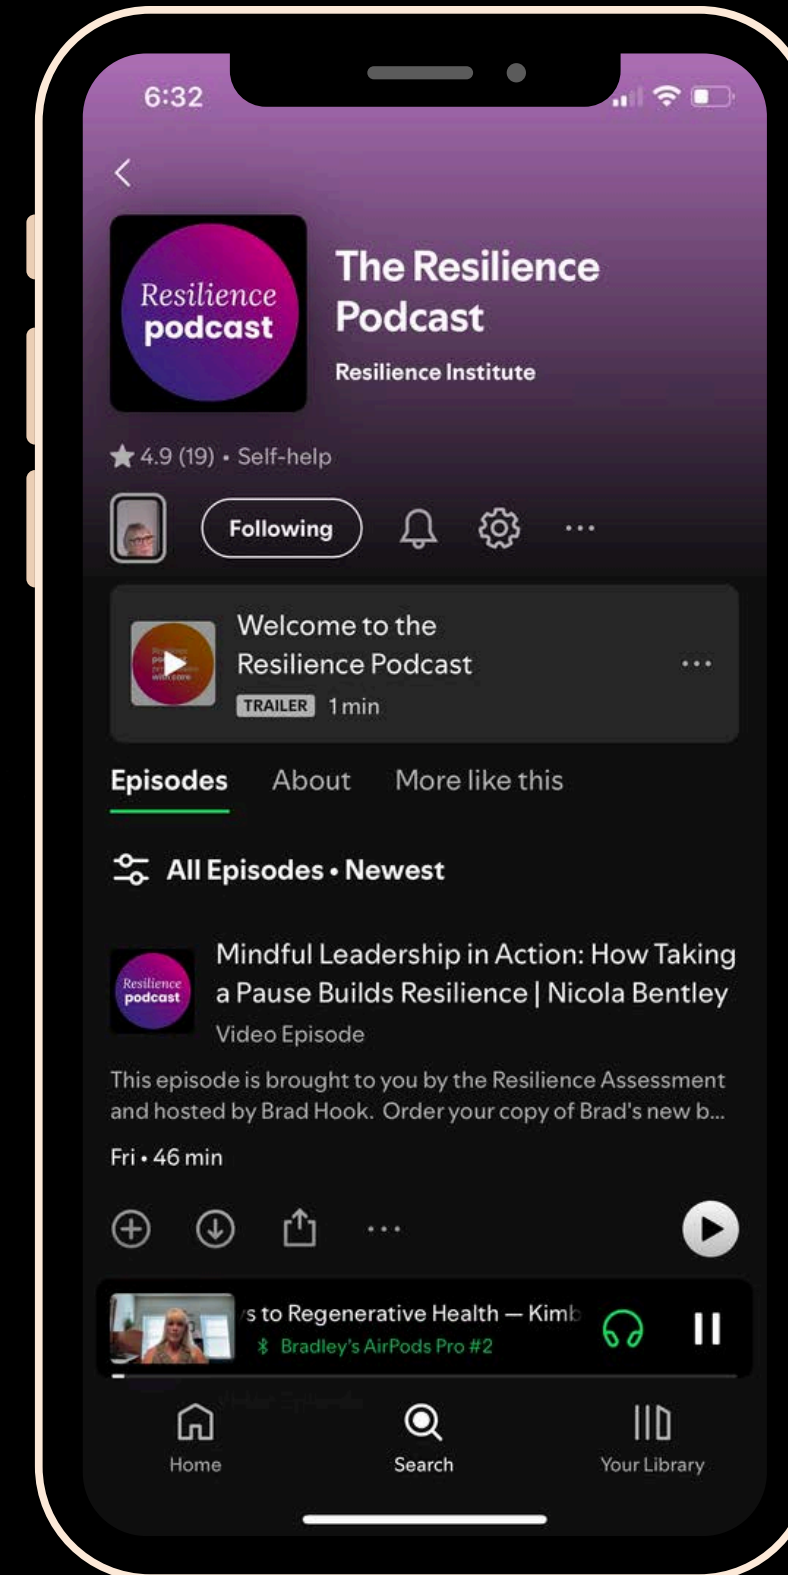 6:32
Resilience
podcast
The Resilience
Podcast
Resilience Institute
4.9 (19) • Self-help
Following
Welcome to the
Resilience Podcast
TRAILER 1 min
Episodes About More like this
All Episodes • Newest
Resilience
podcast
Mindful Leadership in Action: How Taking
a Pause Builds Resilience | Nicola Bentley
Video Episode
This episode is brought to you by the Resilience Assessment
and hosted by Brad Hook. Order your copy of Brad's new b...
Fri • 46 min
s to Regenerative Health — Kimb
Bradley's AirPods Pro #2
Home Search Your Library